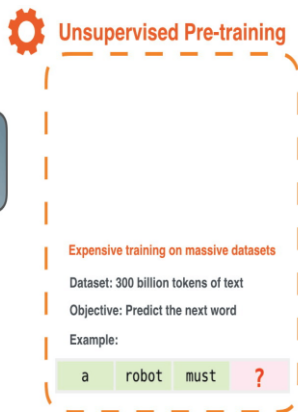 Unsupervised Pre-training
Expensive training on massive datasets
Dataset: 300 billion tokens of text
Objective: Predict the next word
Example:
a robot must ?